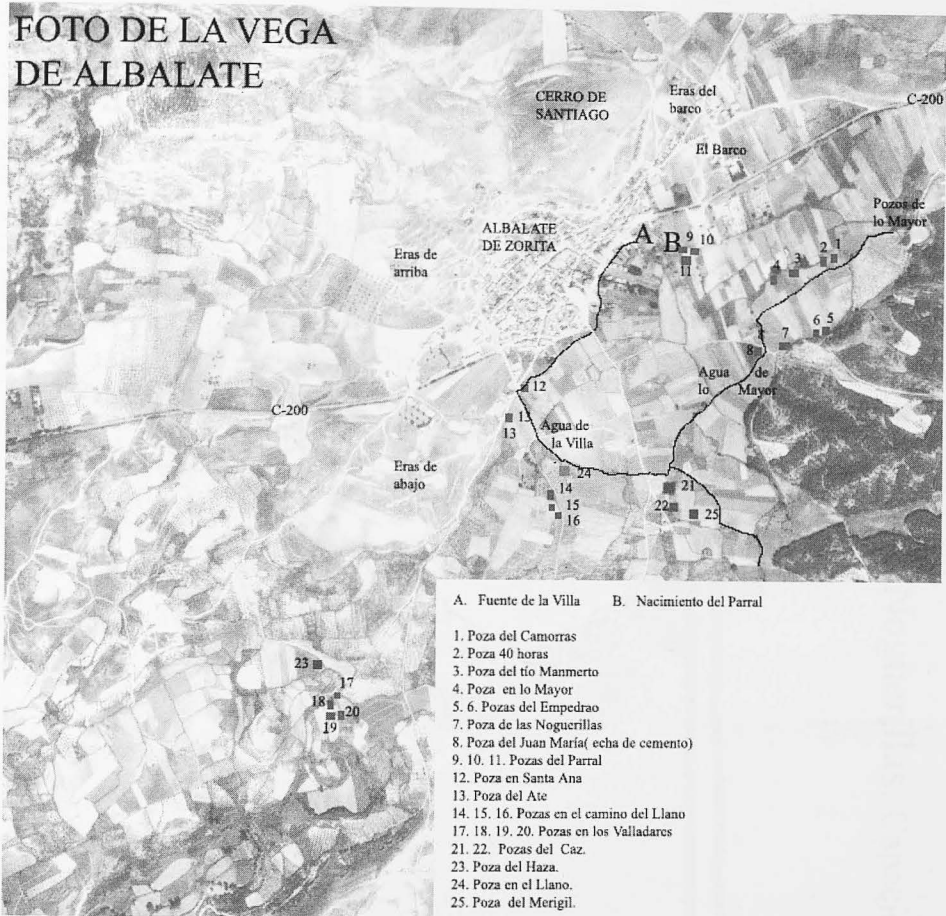 FOTO DE LA VEGA
DE ALBALATE
CERRO DE
SANTIAGO
Eras del
barco
C-200
El Barco
Pozos de
lo Mayor
ALBALATE
DE ZORITA
A
B
9
10
11
Eras de
arriba
1
2
3
4
5
6
7
8
Agua de
lo Mayor
12
C-200
13
13
Agua de
la Villa
Eras de
abajo
24
14
15
16
21
22
25
23
17
18
20
19
A. Fuente de la Villa B. Nacimiento del Parral
1. Poza del Camorras
2. Poza 40 horas
3. Poza del tío Manmerto
4. Poza en lo Mayor
5. 6. Pozas del Empedrao
7. Poza de las Noguerillas
8. Poza del Juan María( echa de cemento)
9. 10. 11. Pozas del Parral
12. Poza en Santa Ana
13. Poza del Ate
14. 15. 16. Pozas en el camino del Llano
17. 18. 19. 20. Pozas en los Valladares
21. 22. Pozas del Caz.
23. Poza del Haza.
24. Poza en el Llano.
25. Poza del Merigil.